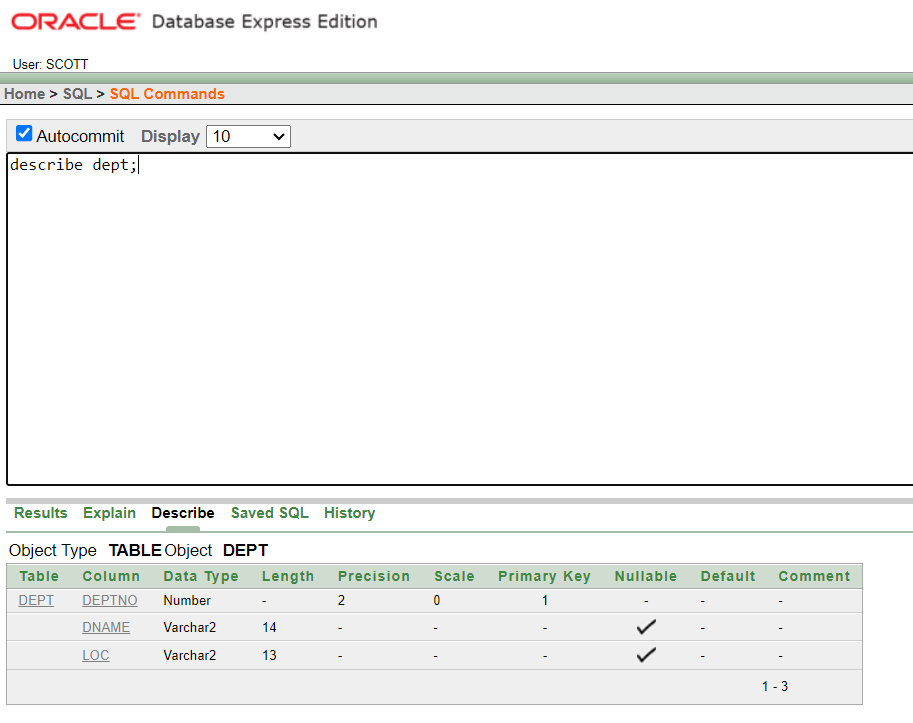 ORACLE Database Express Edition
User: SCOTT
Home > SQL > SQL Commands
Autocommit Display 10
describe dept;
Results Explain Describe Saved SQL History
Object Type TABLE Object DEPT
Table Column Data Type Length Precision Scale Primary Key Nullable Default Comment
DEPT DEPTNO Number - 2 0 1 - - -
DNAME Varchar2 14 - - - - -
LOC Varchar2 13 - - - - -
1 - 3